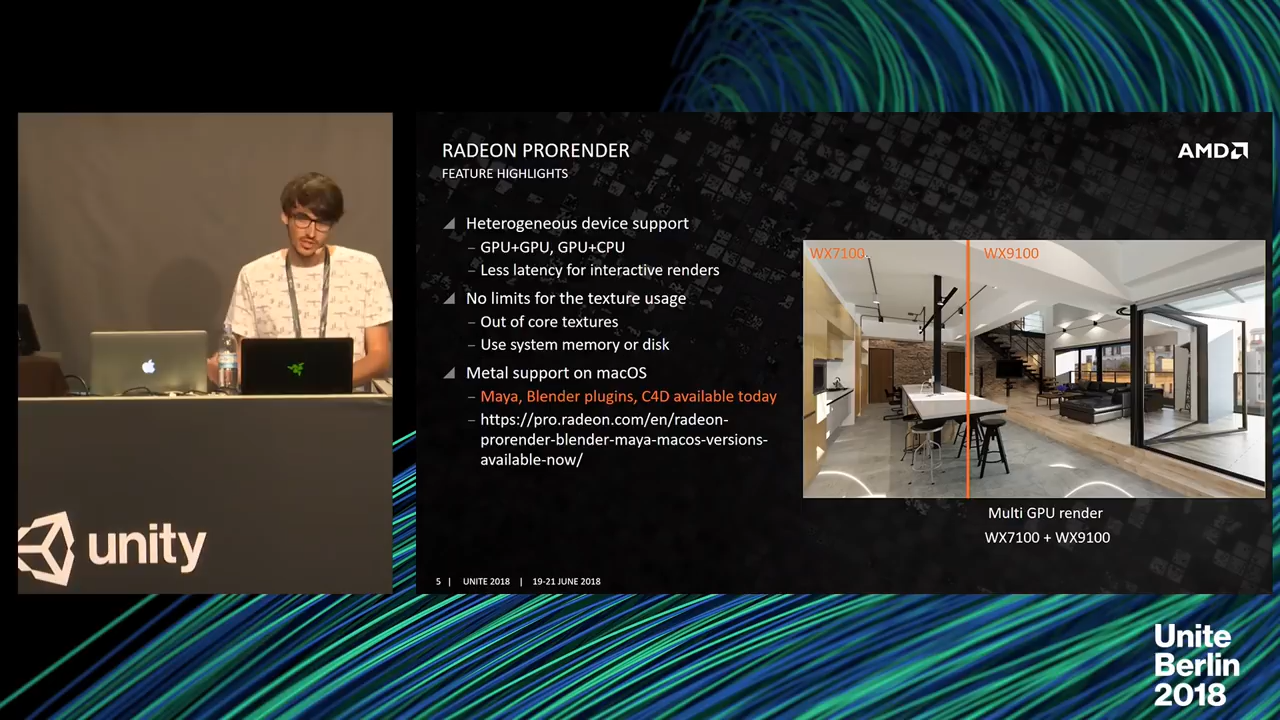 RADEON PRORENDER
FEATURE HIGHLIGHTS
AMD
Heterogeneous device support
– GPU+GPU, GPU+CPU
– Less latency for interactive renders
No limits for the texture usage
– Out of core textures
– Use system memory or disk
Metal support on macOS
– Maya, Blender plugins, C4D available today
– https://pro.radeon.com/en/radeon-
prorender-blender-maya-macos-versions-
available-now/
WX7100
WX9100
Multi GPU render
WX7100 + WX9100
5 | UNITE 2018 | 19-21 JUNE 2018
unity
Unite
Berlin
2018